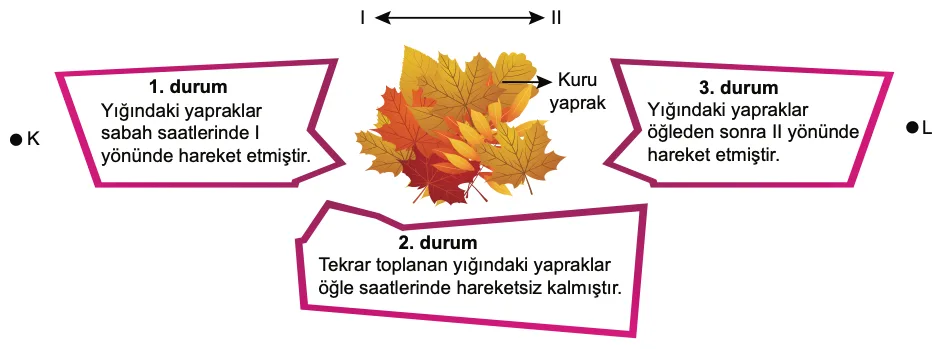 I II
1. durum
Yığındaki yapraklar
sabah saatlerinde I
yönünde hareket etmiştir.
K
Kuru
yaprak
3. durum
Yığındaki yapraklar
öğleden sonra II yönünde
hareket etmiştir.
L
2. durum
Tekrar toplanan yığındaki yapraklar
öğle saatlerinde hareketsiz kalmıştır.